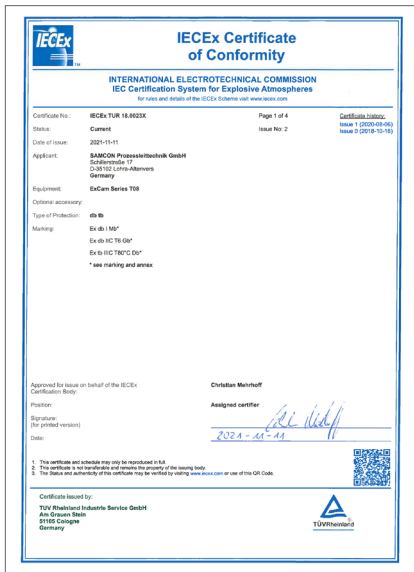 IECEx
TM
IECEx Certificate
of Conformity
INTERNATIONAL ELECTROTECHNICAL COMMISSION
IEC Certification System for Explosive Atmospheres
for rules and details of the IECEx Scheme visit www.iecex.com
Certificate No.: IECEx TUR 18.0023X Page 1 of 4 Certificate history:
Issue 1 (2020-08-06)
Status: Current Issue No: 2 Issue 0 (2018-10-16)
Date of Issue: 2021-11-11
Applicant: SAMCON Prozessleittechnik GmbH
Schillerstraße 17
D-35102 Lohra-Altenvers
Germany
Equipment: ExCam Series T08
Optional accessory:
Type of Protection: db tb
Marking: Ex db I Mb*
Ex db IIC T6 Gb*
Ex tb IIIC T80°C Db*
* see marking and annex
Approved for issue on behalf of the IECEx Christian Mehrhoff
Certification Body:
Position: Assigned certifier
Signature:
(for printed version)
Date: 2021-11-11
1. This certificate and schedule may only be reproduced in full.
2. This certificate is not transferable and remains the property of the issuing body.
3. The Status and authenticity of this certificate may be verified by visiting www.iecex.com or use of this QR Code.
Certificate issued by:
TUV Rheinland Industrie Service GmbH
Am Grauen Stein
51105 Cologne
Germany
TÜVRheinland